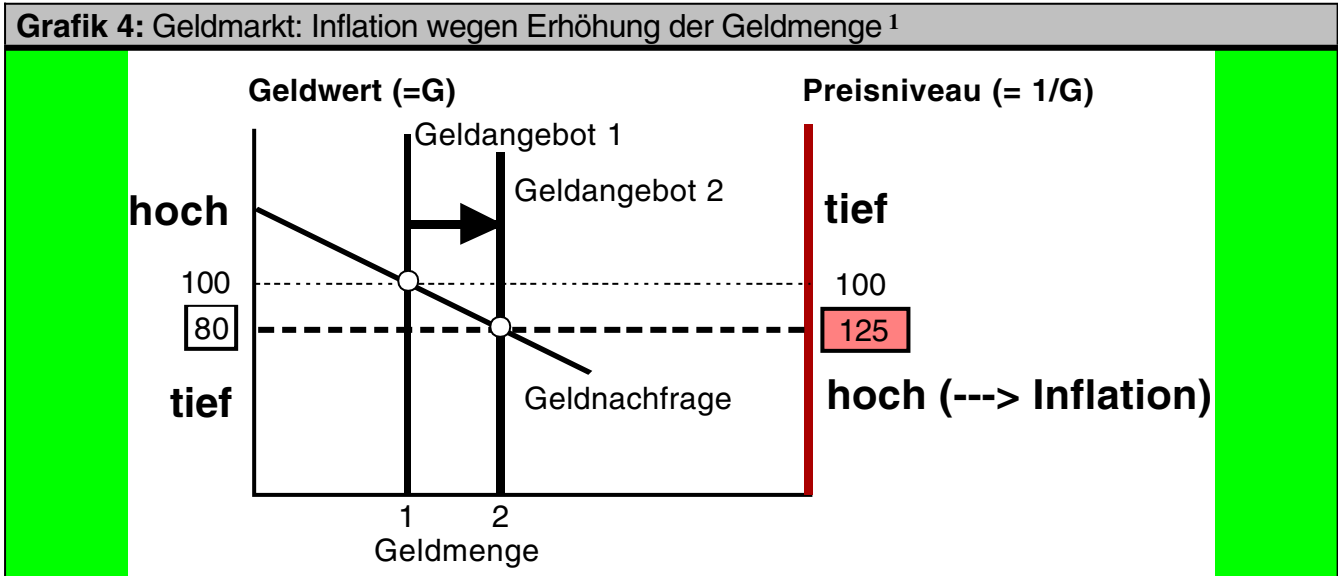 Grafik 4: Geldmarkt: Inflation wegen Erhöhung der Geldmenge 1
Geldwert (=G)
Preisniveau (= 1/G)
Geldangebot 1
Geldangebot 2
hoch
tief
100
100
80
125
tief
Geldnachfrage
hoch (---> Inflation)
1
2
Geldmenge